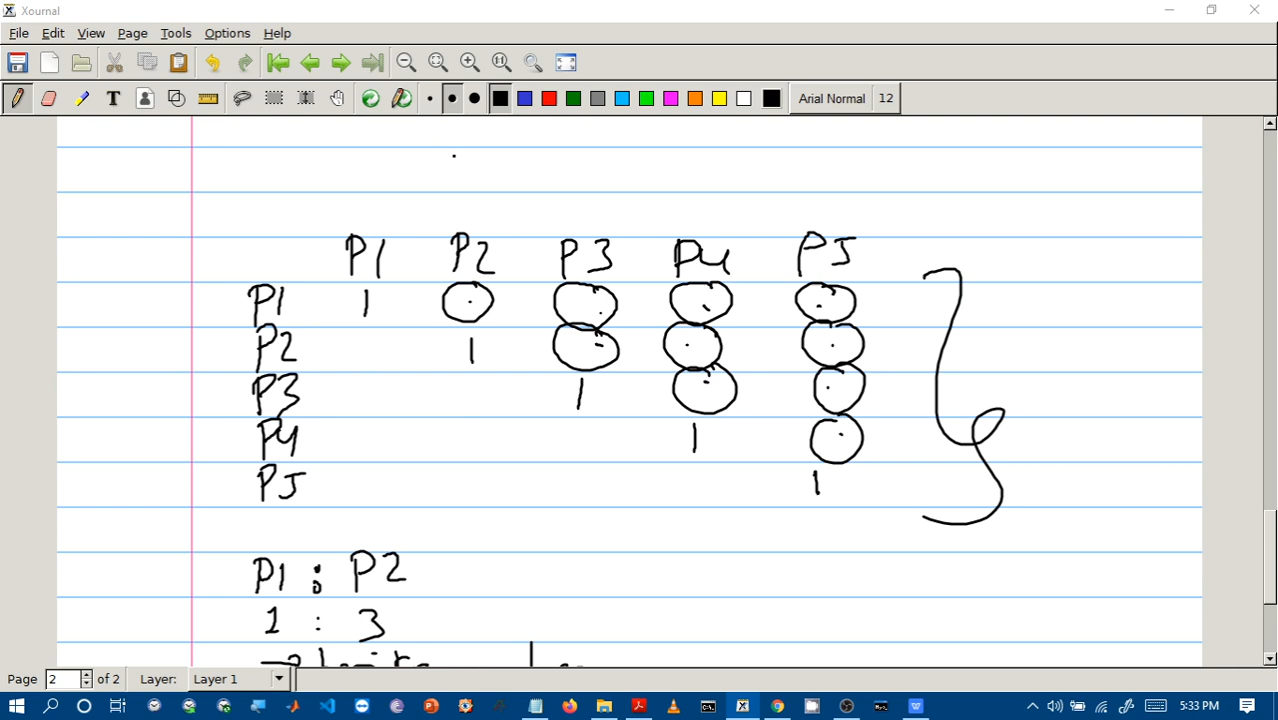 Xournal
File Edit View Page Tools Options Help
Arial Normal 12
P1 P2 P3 P4 P5
P1 1
P2 1
P3 1
P4 1
P5 1
P1 : P2
1 : 3
Page 2 of 2 Layer: Layer 1
5:33 PM